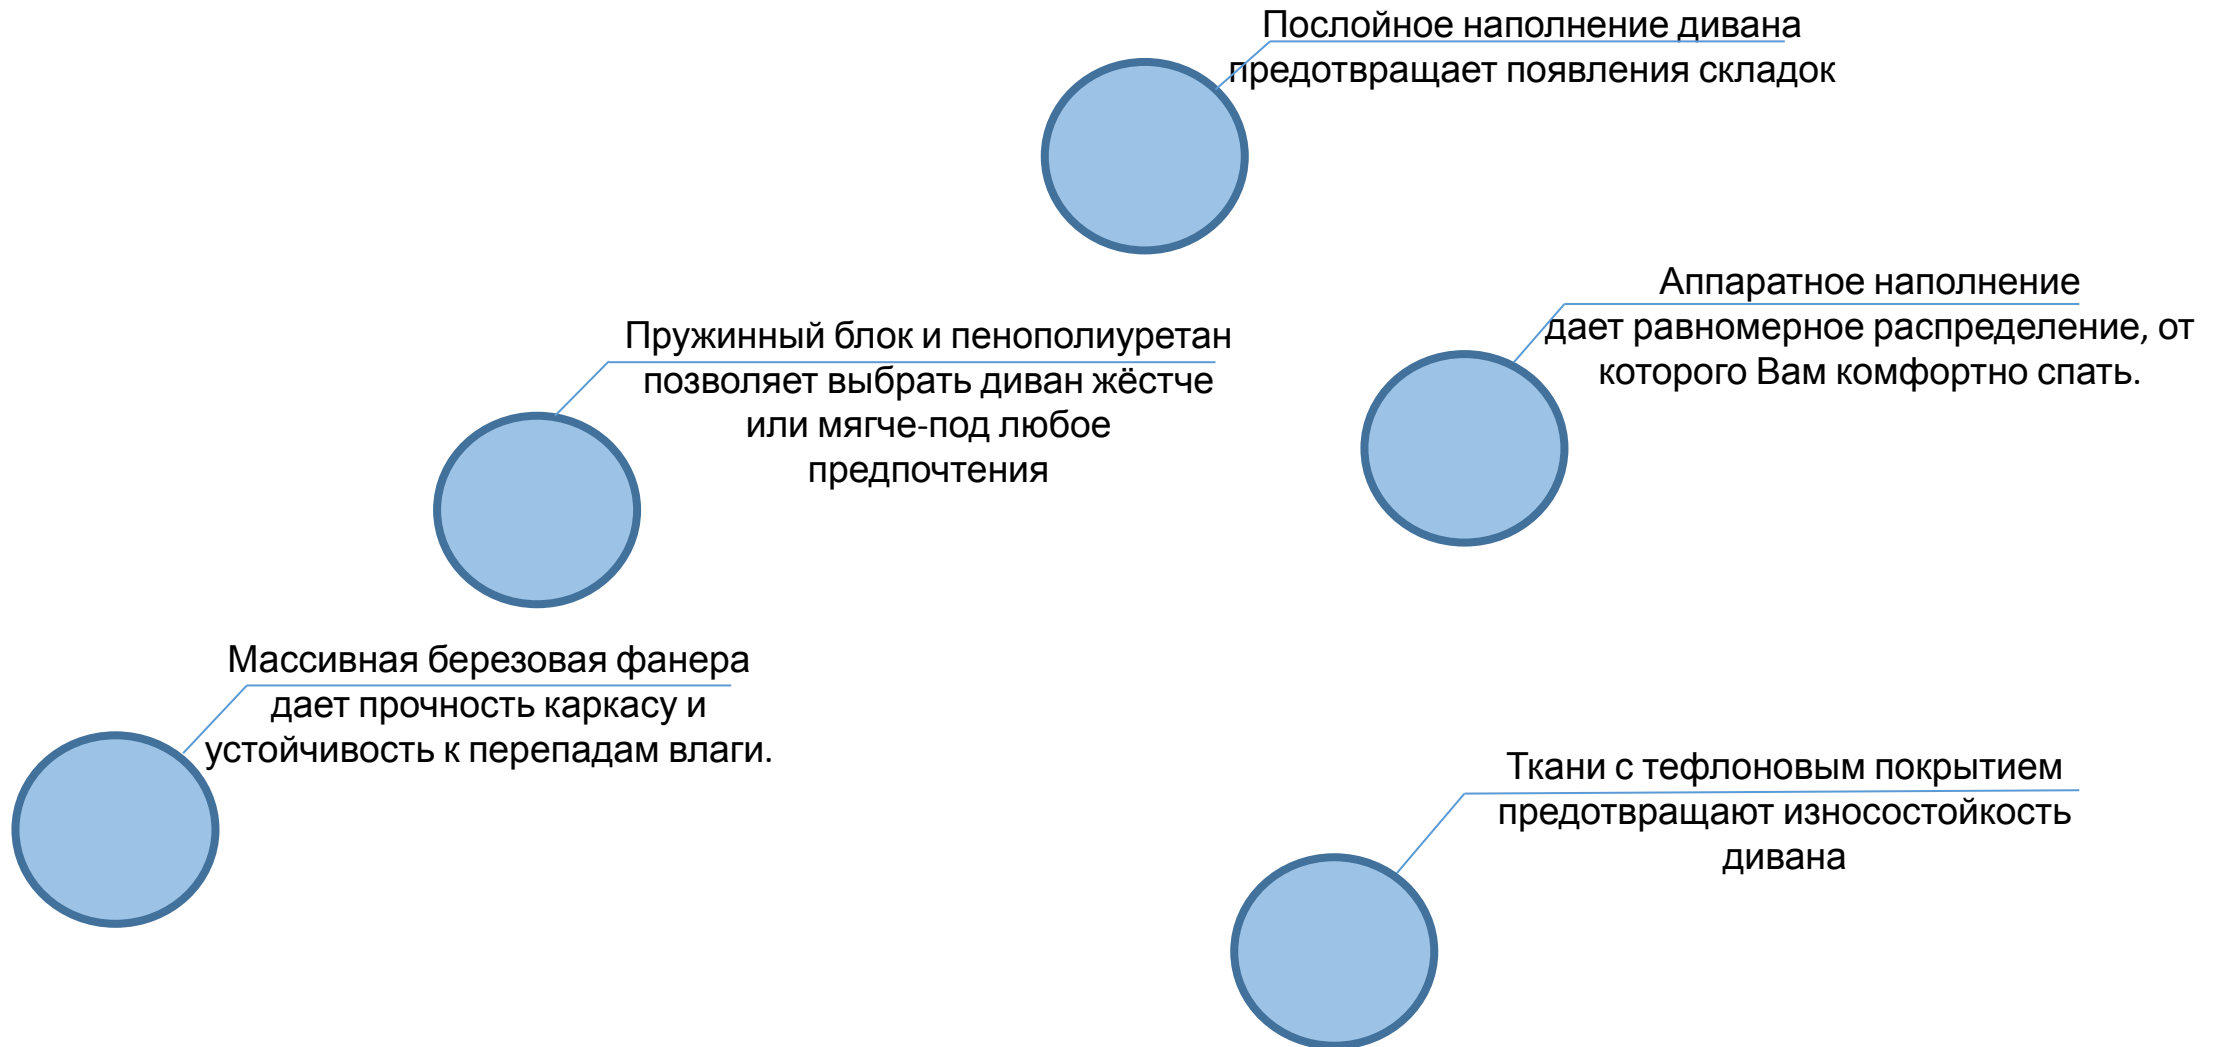 Послойное наполнение дивана
предотвращает появления складок
Аппаратное наполнение
дает равномерное распределение, от
которого Вам комфортно спать.
Пружинный блок и пенополиуретан
позволяет выбрать диван жёстче
или мягче-под любое
предпочтения
Массивная березовая фанера
дает прочность каркасу и
устойчивость к перепадам влаги.
Ткани с тефлоновым покрытием
предотвращают износостойкость
дивана